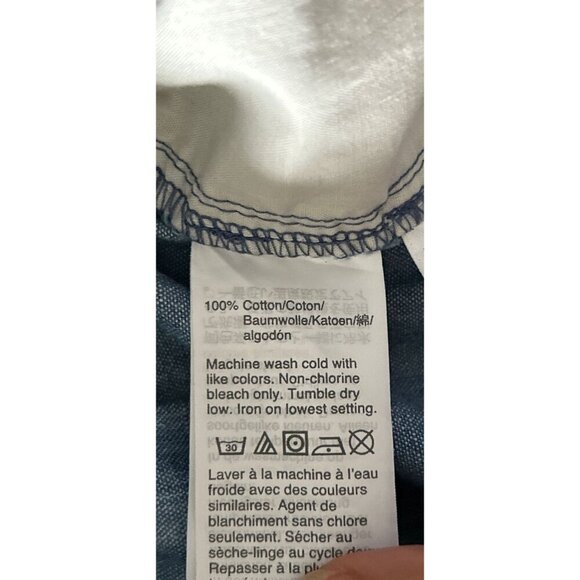 100% Cotton/Coton/
Baumwolle/Katoen/綿/
algodón
Machine wash cold with
like colors. Non-chlorine
bleach only. Tumble dry
low. Iron on lowest setting.
30
Laver à la machine à l'eau
froide avec des couleurs
similaires. Agent de
blanchiment sans chlore
seulement. Sécher au
sèche-linge au cycle
Repasser à la